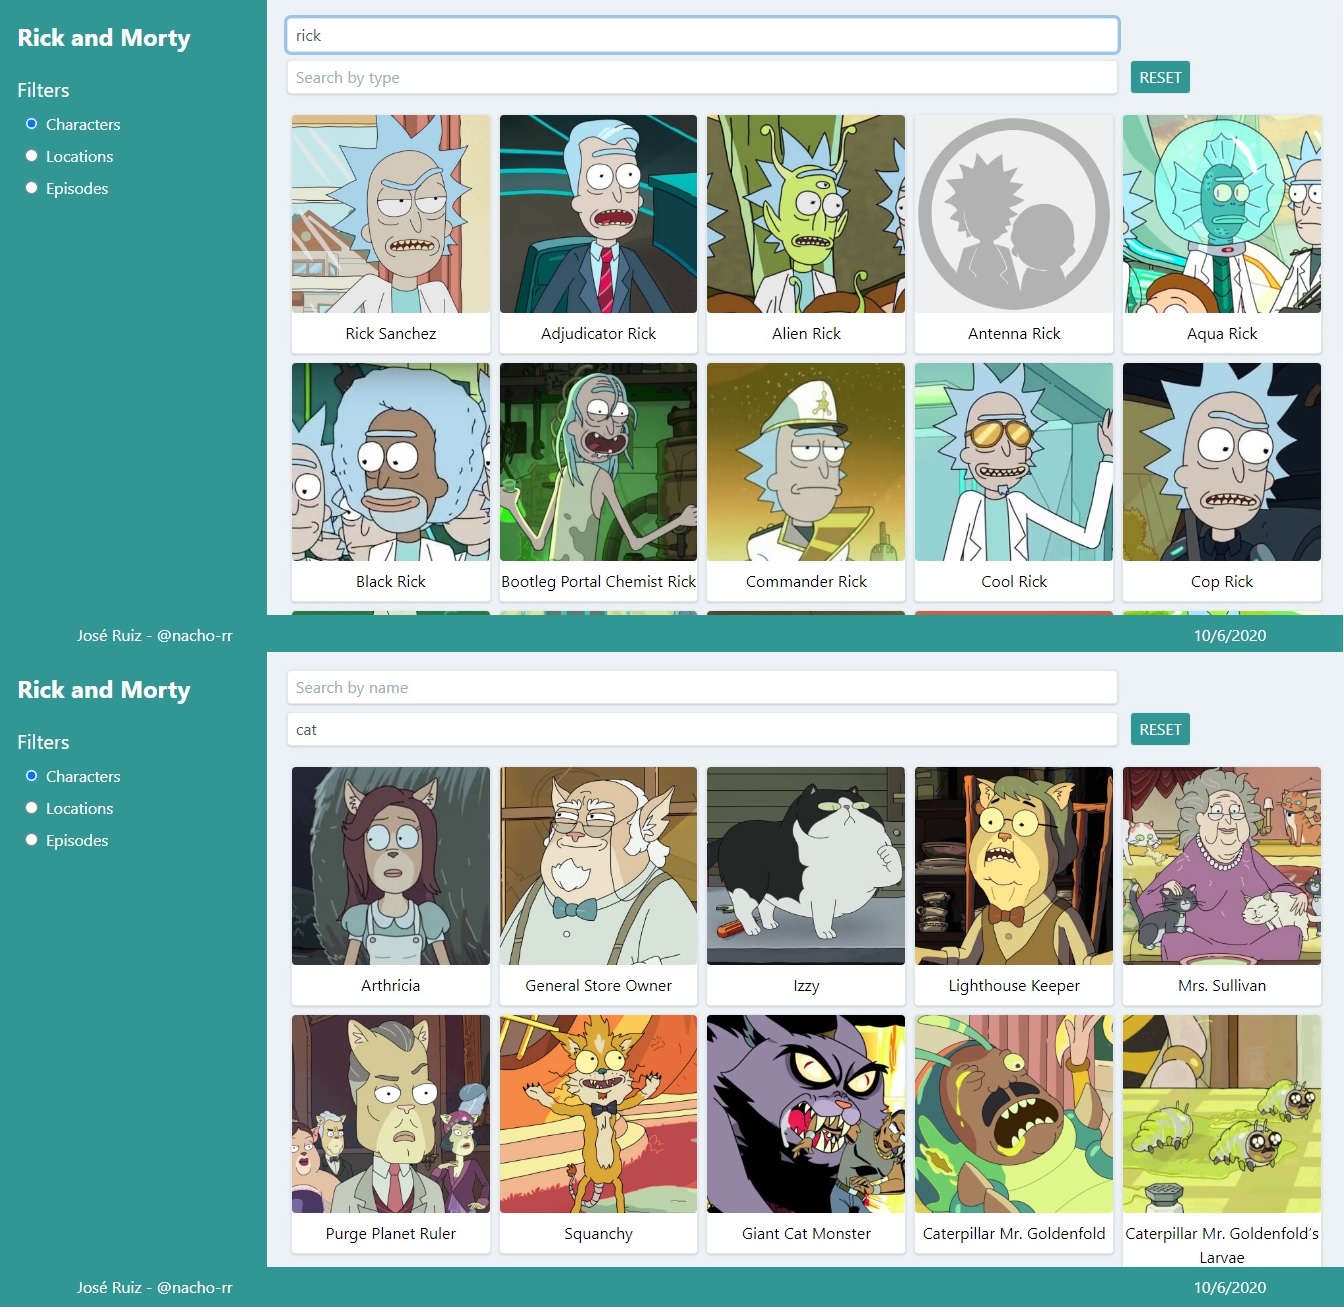 Rick and Morty
Filters
Characters
Locations
Episodes
rick
Search by type
RESET
Rick Sanchez
Adjudicator Rick
Alien Rick
Antenna Rick
Aqua Rick
Black Rick
Bootleg Portal Chemist Rick
Commander Rick
Cool Rick
Cop Rick
José Ruiz - @nacho-rr
10/6/2020
Rick and Morty
Filters
Characters
Locations
Episodes
Search by name
cat
RESET
Arthricia
General Store Owner
Izzy
Lighthouse Keeper
Mrs. Sullivan
Purge Planet Ruler
Squanchy
Giant Cat Monster
Caterpillar Mr. Goldenfold
Caterpillar Mr. Goldenfold's
Larvae
José Ruiz - @nacho-rr
10/6/2020